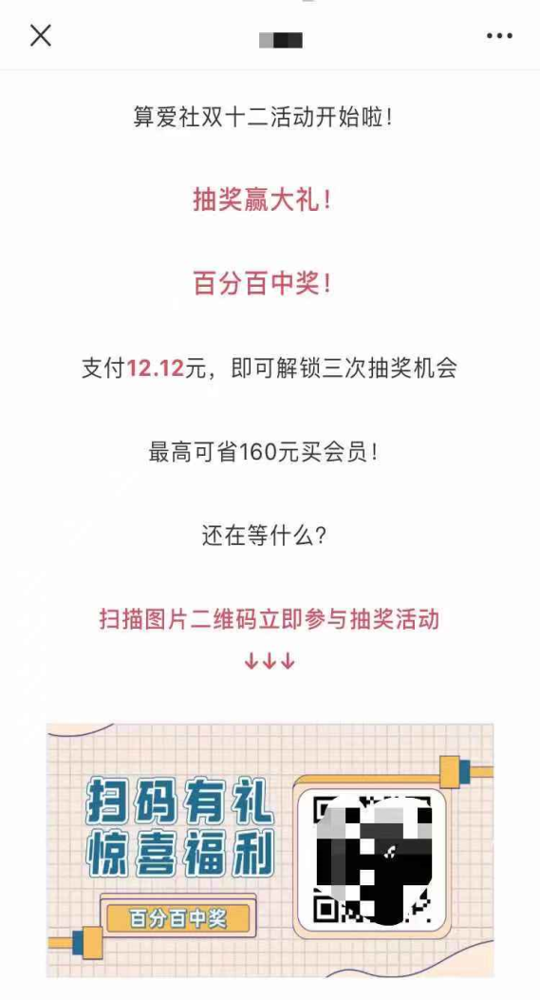 算爱社双十二活动开始啦！
抽奖赢大礼！
百分百中奖！
支付12.12元，即可解锁三次抽奖机会
最高可省160元买会员！
还在等什么？
扫描图片二维码立即参与抽奖活动
↓↓↓
扫码有礼
惊喜福利
百分百中奖